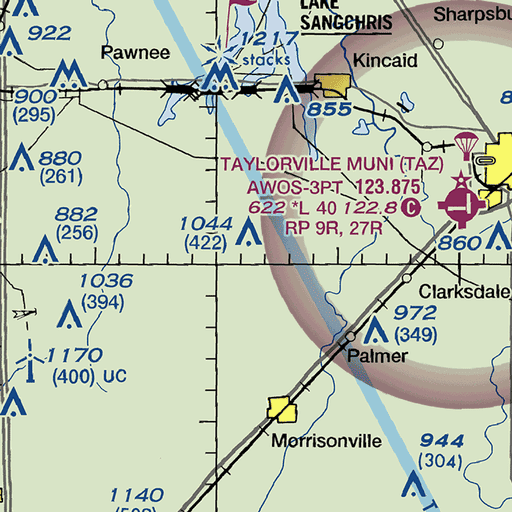 LAKE
SANGCHRIS
Sharpsbu
922
Pawnee
1217
stacks
Kincaid
900
(295)
855
8
880
(261)
TAYLORVILLE MUNI (TAZ)
AWOS-3PT 123.875
622 *L 40 122.8 C
RP 9R, 27R
882
(256)
1044
(422)
860
1036
(394)
Clarksdale
972
(349)
1170
(400) UC
Palmer
Morrisonville
944
(304)
1140
T